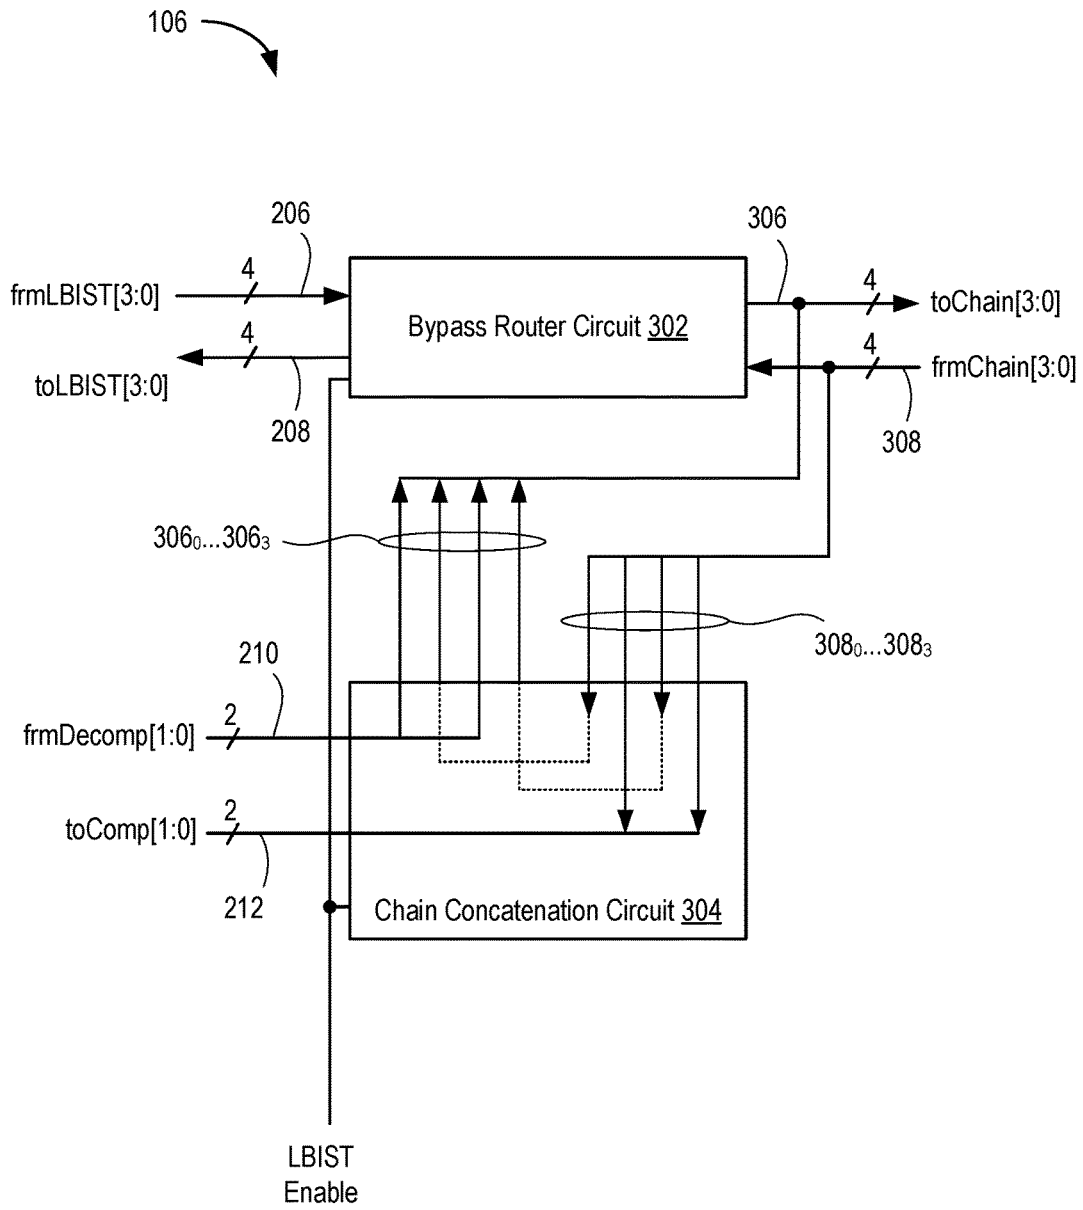 106
206
306
frmLBIST[3:0]
4
4
toChain[3:0]
Bypass Router Circuit 302
4
4
toLBIST[3:0]
frmChain[3:0]
208
308
306₀...306₃
308₀...308₃
210
frmDecomp[1:0]
2
toComp[1:0]
2
212
Chain Concatenation Circuit 304
LBIST
Enable